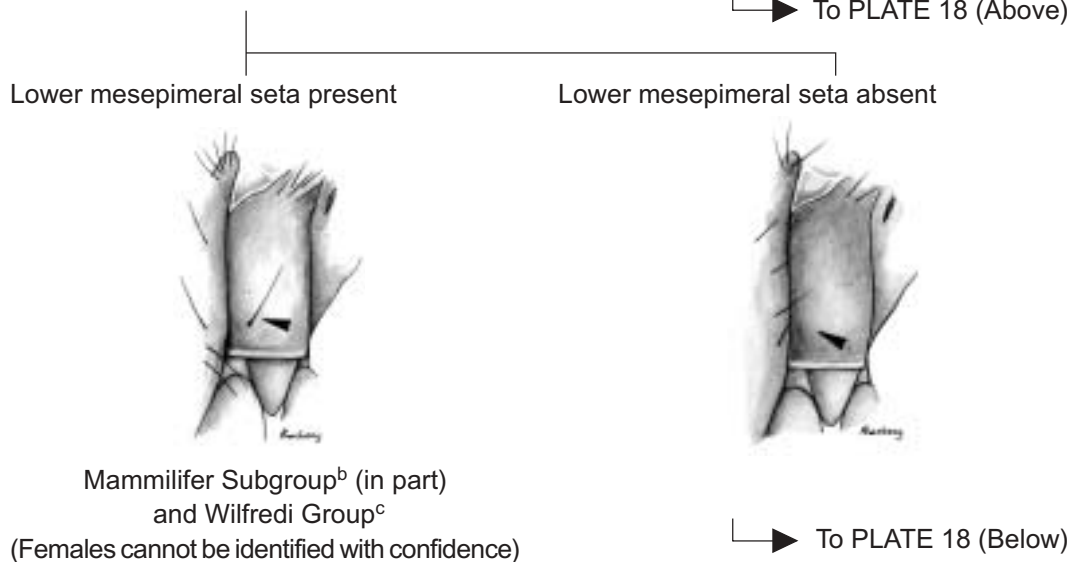 To PLATE 18 (Above)
Lower mesepimeral seta present
Lower mesepimeral seta absent
Mammilifer Subgroupᵇ (in part)
and Wilfredi Groupᶜ
(Females cannot be identified with confidence)
To PLATE 18 (Below)